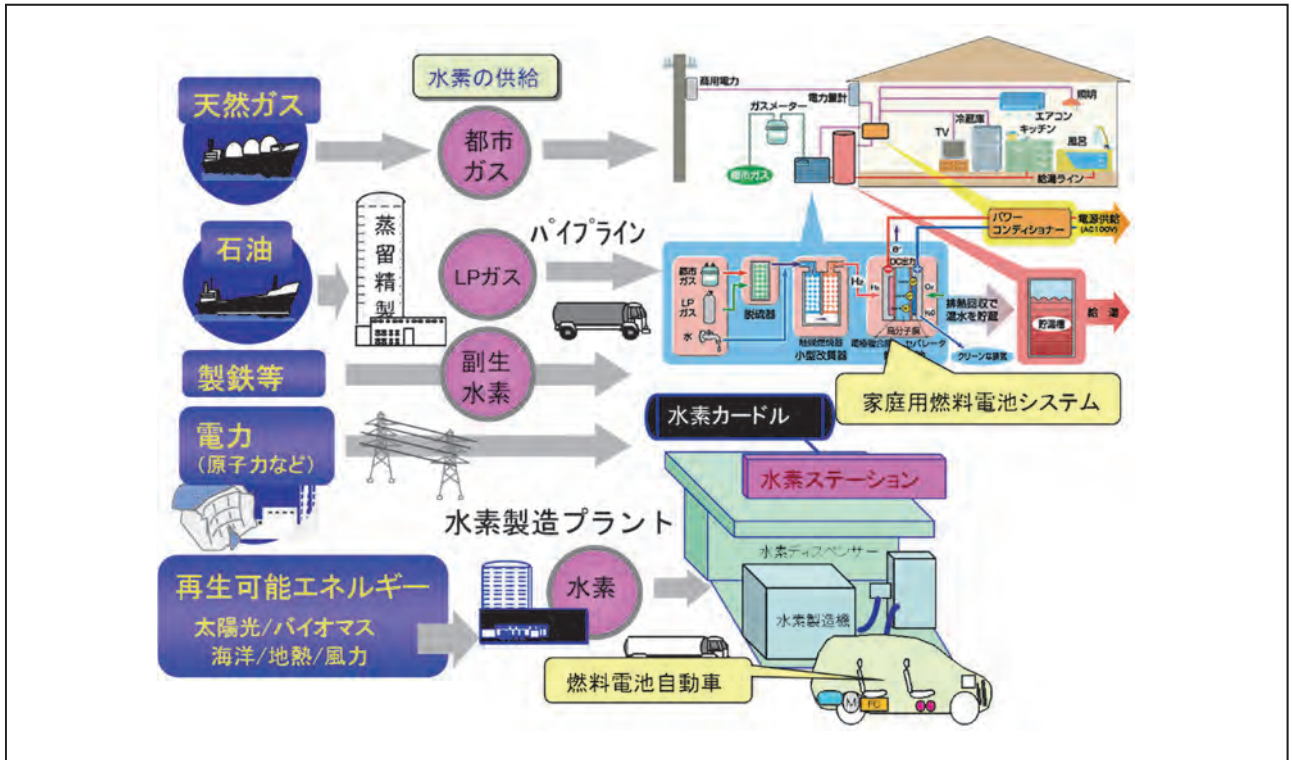 水素の供給
天然ガス
都市
ガス
石油
蒸留精製
LPガス
パイプライン
製鉄等
副生
水素
電力
(原子力など)
水素製造プラント
再生可能エネルギー
太陽光/バイオマス
海洋/地熱/風力
水素
商用電力
電力量計
ガスメーター
都市ガス
照明
エアコン
冷蔵庫
TV
キッチン
風呂
給湯ライン
パワー
コンディショナー
電源供給
(AC100V)
都市
ガス
LP
ガス
水
脱硫器
小型改質器
H₂
DC出力
高分子膜
セパレータ
クリーンな排気
排熱回収で
温水を貯蔵
貯湯槽
給湯
家庭用燃料電池システム
水素カードル
水素ステーション
水素ディスペンサー
水素製造機
燃料電池自動車
M
FC